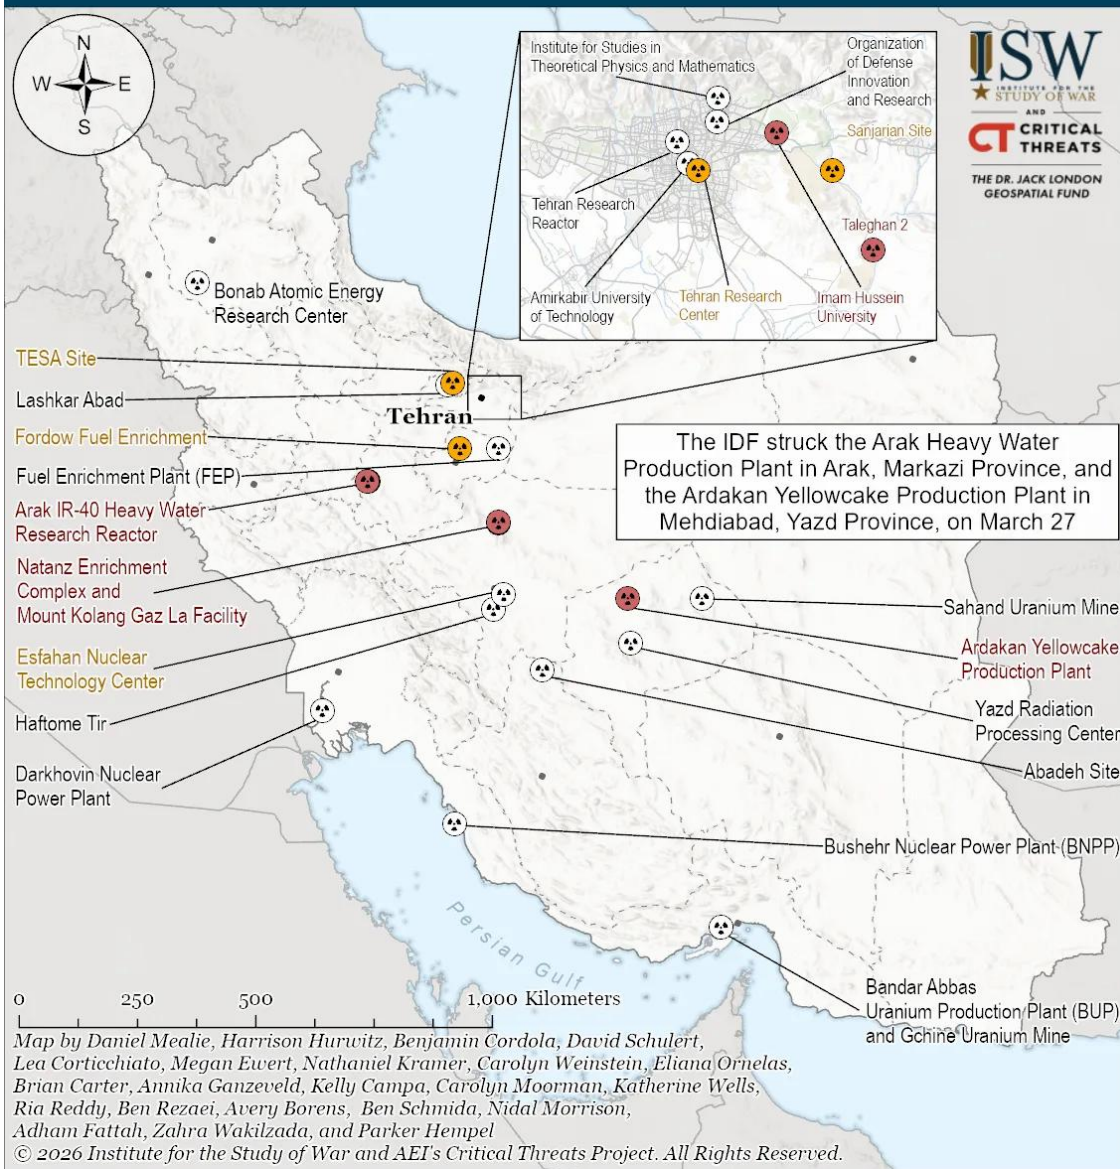 N
W
E
S
Institute for Studies in
Theoretical Physics and Mathematics
Organization
of Defense
Innovation
and Research
Sanjarian Site
Tehran Research
Reactor
Taleghan 2
Amirkabir University
of Technology
Tehran Research
Center
Imam Hussein
University
ISW
INSTITUTE FOR THE
STUDY OF WAR
AND
CT CRITICAL
THREATS
THE DR. JACK LONDON
GEOSPATIAL FUND
Bonab Atomic Energy
Research Center
TESA Site
Lashkar Abad
Tehran
Fordow Fuel Enrichment
Fuel Enrichment Plant (FEP)
Arak IR-40 Heavy Water
Research Reactor
Natanz Enrichment
Complex and
Mount Kolang Gaz La Facility
Esfahan Nuclear
Technology Center
Haftome Tir
Darkhovin Nuclear
Power Plant
The IDF struck the Arak Heavy Water
Production Plant in Arak, Markazi Province, and
the Ardakan Yellowcake Production Plant in
Mehdiabad, Yazd Province, on March 27
Sahand Uranium Mine
Ardakan Yellowcake
Production Plant
Yazd Radiation
Processing Center
Abadeh Site
Bushehr Nuclear Power Plant (BNPP)
Persian Gulf
Bandar Abbas
Uranium Production Plant (BUP)
and Gchine Uranium Mine
0 250 500 1,000 Kilometers
Map by Daniel Mealie, Harrison Hurwitz, Benjamin Cordola, David Schulert,
Lea Corticchiato, Megan Ewert, Nathaniel Kramer, Carolyn Weinstein, Eliana Ornelas,
Brian Carter, Annika Ganzeveld, Kelly Campa, Carolyn Moorman, Katherine Wells,
Ria Reddy, Ben Rezaei, Avery Borens, Ben Schmida, Nidal Morrison,
Adham Fattah, Zahra Wakilzada, and Parker Hempel
© 2026 Institute for the Study of War and AEI's Critical Threats Project. All Rights Reserved.